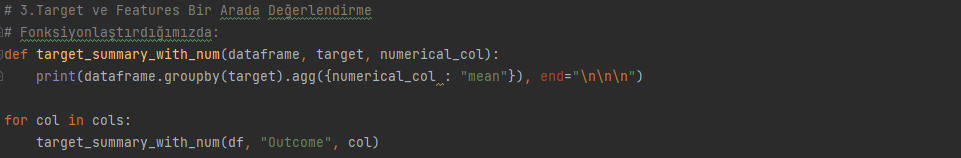 # 3.Target ve Features Bir Arada Değerlendirme
# Fonksiyonlaştırdığımızda:
def target_summary_with_num(dataframe, target, numerical_col):
    print(dataframe.groupby(target).agg({numerical_col : "mean"}), end="\n\n\n")
for col in cols:
    target_summary_with_num(df, "Outcome", col)